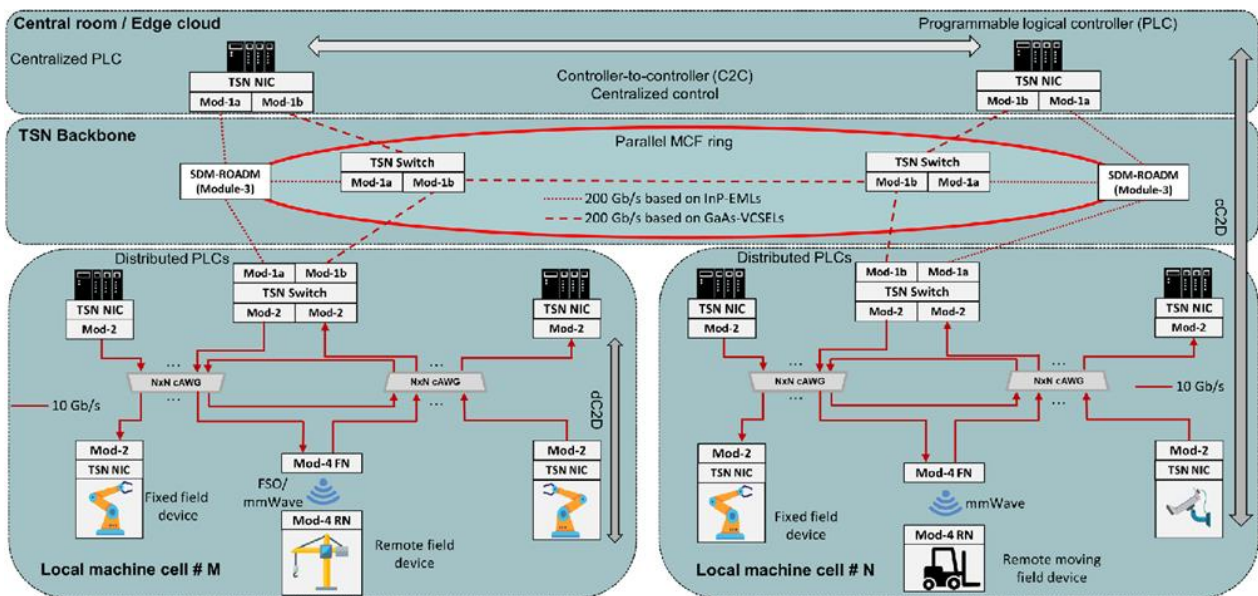 Central room / Edge cloud
Programmable logical controller (PLC)
Centralized PLC
TSN NIC
Mod-1a Mod-1b
Controller-to-controller (C2C)
Centralized control
TSN NIC
Mod-1b Mod-1a
TSN Backbone
Parallel MCF ring
SDM-ROADM
(Module-3)
TSN Switch
Mod-1a Mod-1b
TSN Switch
Mod-1b Mod-1a
SDM-ROADM
(Module-3)
200 Gb/s based on InP-EMLs
200 Gb/s based on GaAs-VCSELs
cC2D
Distributed PLCs
TSN NIC
Mod-2
Mod-1a Mod-1b
TSN Switch
Mod-2 Mod-2
TSN NIC
Mod-2
...
...
NxN cAWG
NxN cAWG
...
...
10 Gb/s
dC2D
Mod-2
TSN NIC
Fixed field
device
Mod-4 FN
FSO/
mmWave
Mod-4 RN
Remote field
device
Mod-2
TSN NIC
Local machine cell # M
Distributed PLCs
TSN NIC
Mod-2
Mod-1b Mod-1a
TSN Switch
Mod-2 Mod-2
TSN NIC
Mod-2
...
...
NxN cAWG
NxN cAWG
...
...
10 Gb/s
Mod-2
TSN NIC
Fixed field
device
Mod-4 FN
mmWave
Mod-4 RN
Remote moving
field device
Mod-2
TSN NIC
Local machine cell # N